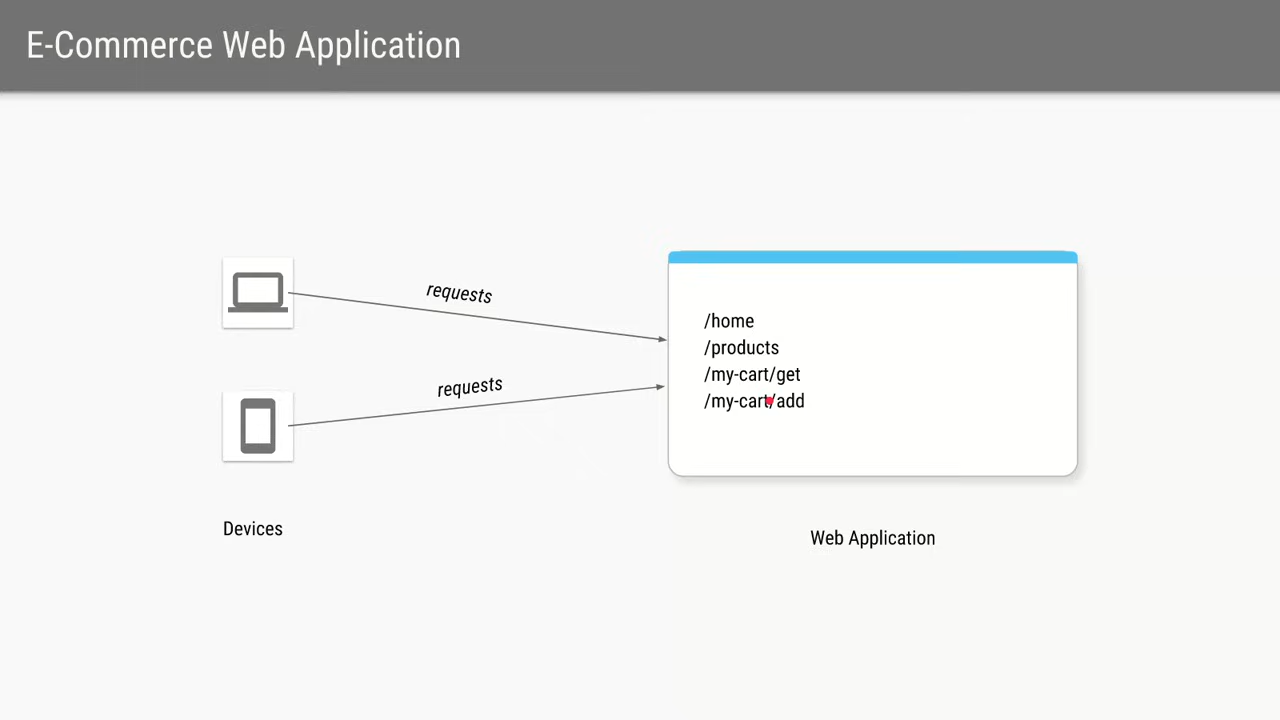 E-Commerce Web Application
requests
/home
/products
/my-cart/get
/my-cart/add
requests
Devices
Web Application